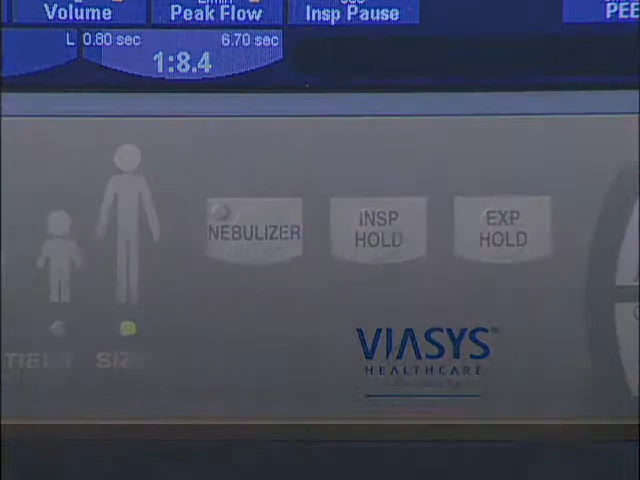 Volume Peak Flow Insp Pause
L 0.80 sec 6.70 sec
1:8.4
NEBULIZER
INSP
HOLD
EXP
HOLD
VIASYS
HEALTHCARE